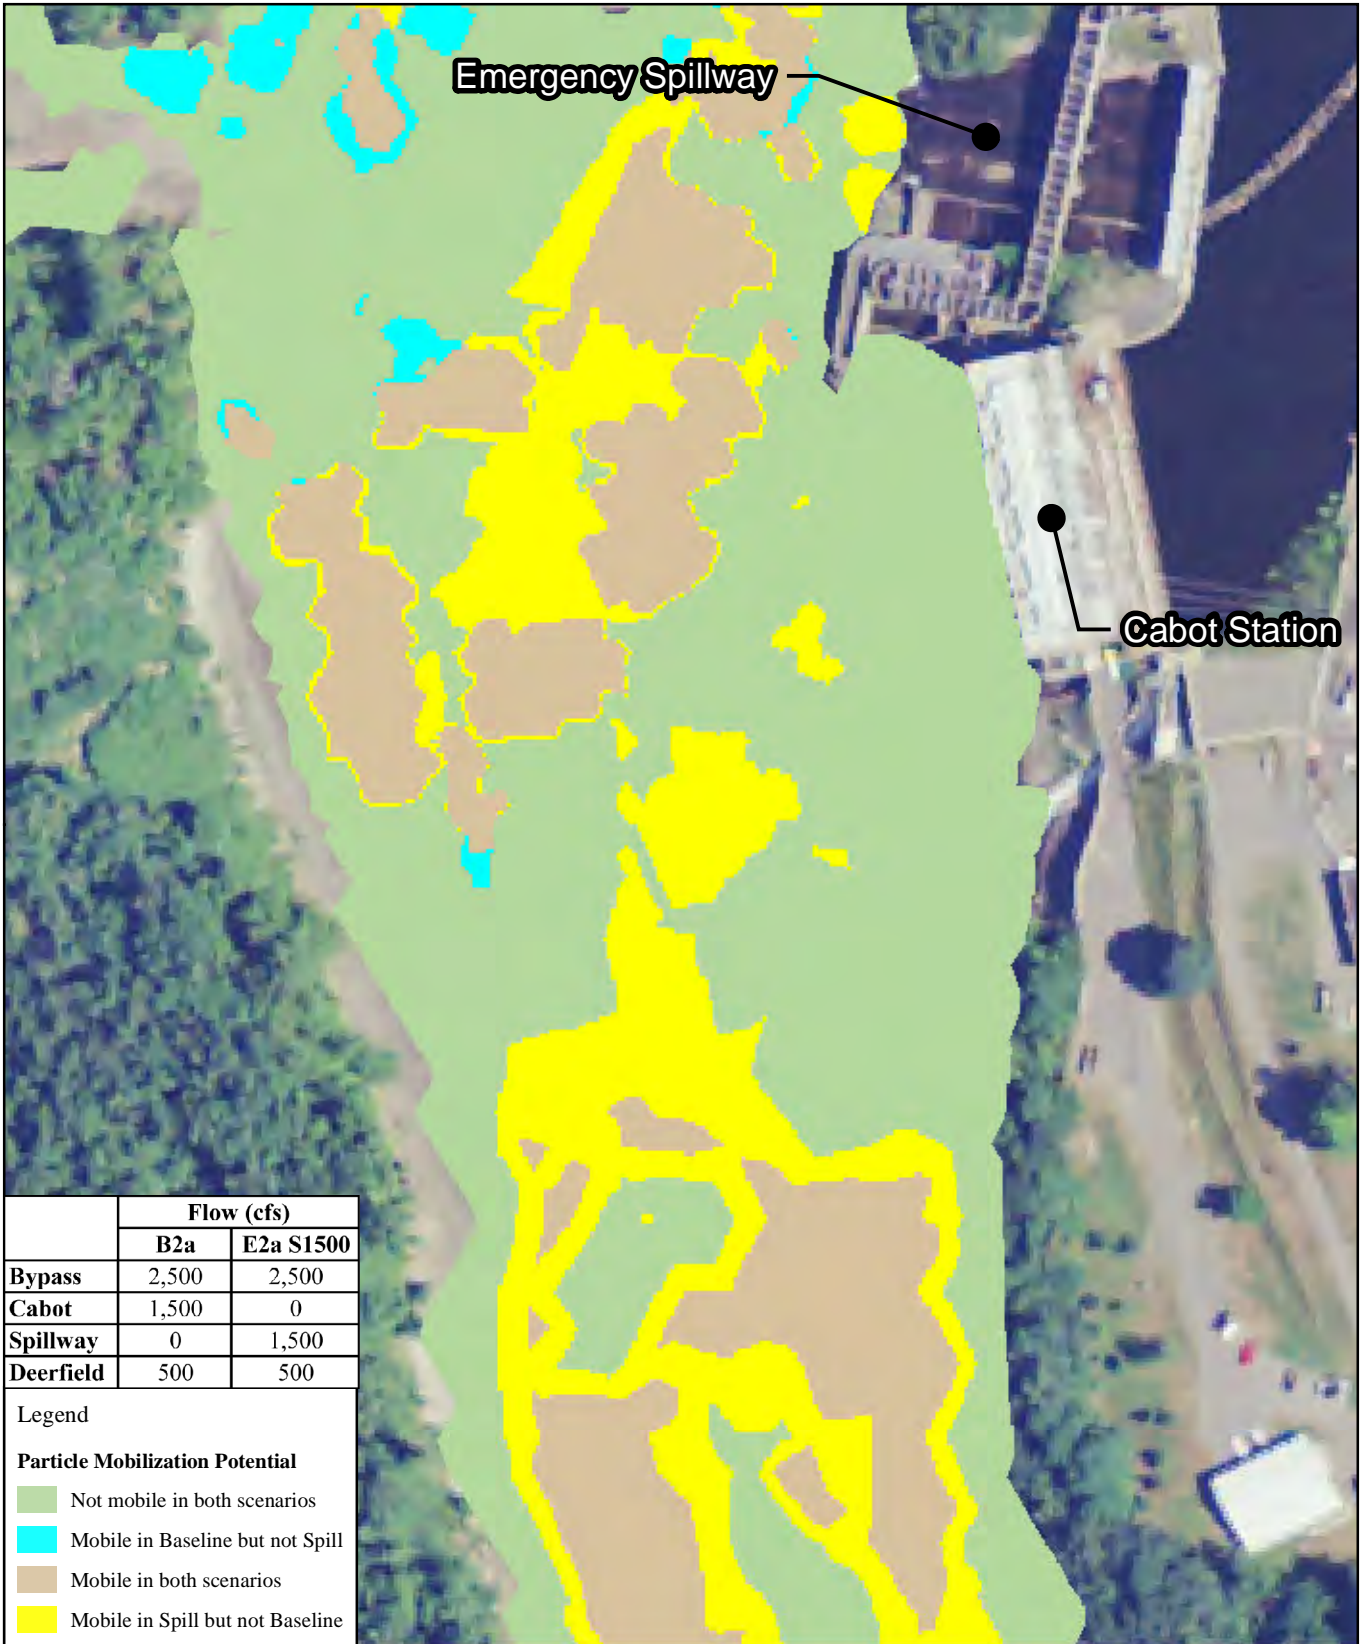 Emergency Spillway
Cabot Station
Flow (cfs)
B2a E2a S1500
Bypass 2,500 2,500
Cabot 1,500 0
Spillway 0 1,500
Deerfield 500 500
Legend
Particle Mobilization Potential
Not mobile in both scenarios
Mobile in Baseline but not Spill
Mobile in both scenarios
Mobile in Spill but not Baseline